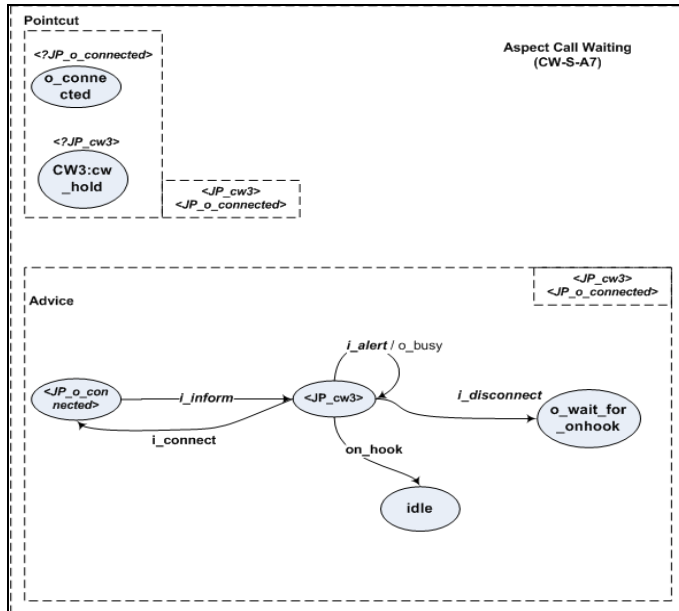 Pointcut
Aspect Call Waiting
(CW-S-A7)
<?JP_o_connected>
o_conne
cted
<?JP_cw3>
CW3:cw
_hold
<JP_cw3>
<JP_o_connected>
<JP_cw3>
<JP_o_connected>
Advice
i_alert / o_busy
<JP_o_con
nected>
i_inform
<JP_cw3>
i_disconnect
o_wait_for
_onhook
i_connect
on_hook
idle